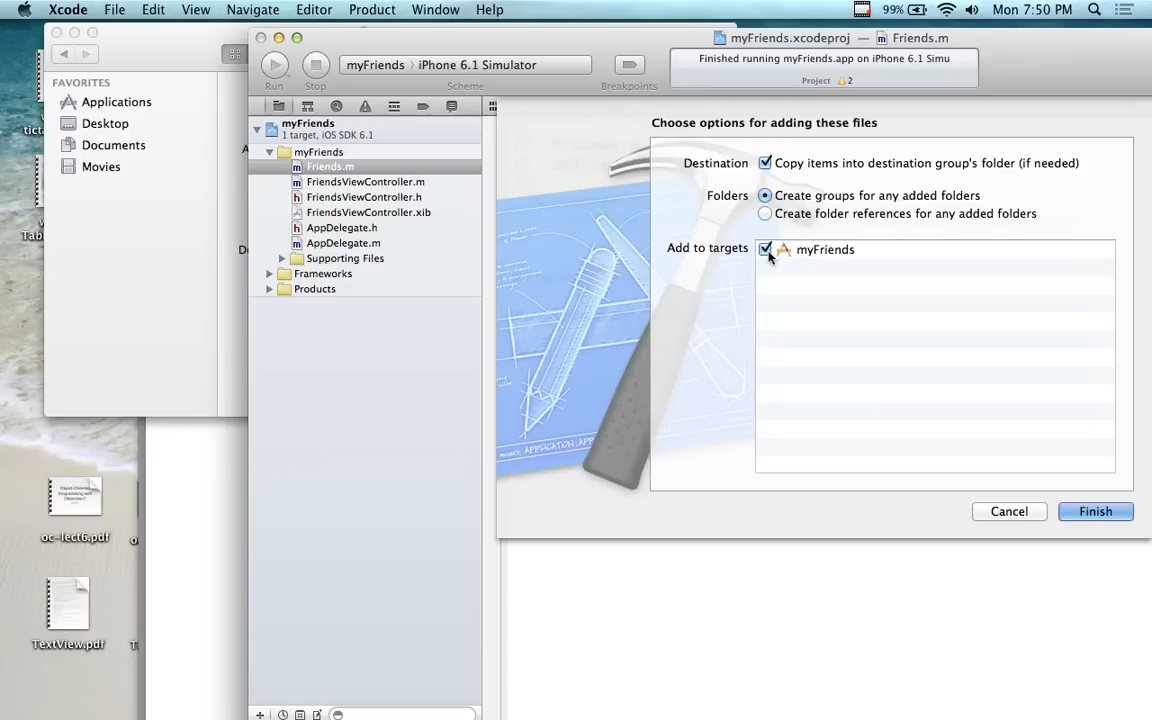 Xcode File Edit View Navigate Editor Product Window Help 99% Mon 7:50 PM
myFriends.xcodeproj — Friends.m
myFriends 〉 iPhone 6.1 Simulator
Finished running myFriends.app on iPhone 6.1 Simu
Project 2
Run Stop Scheme Breakpoints
FAVORITES
Applications
Desktop
Documents
Movies
myFriends
1 target, iOS SDK 6.1
myFriends
Friends.m
FriendsViewController.m
FriendsViewController.h
FriendsViewController.xib
AppDelegate.h
AppDelegate.m
Supporting Files
Frameworks
Products
Choose options for adding these files
Destination Copy items into destination group's folder (if needed)
Folders Create groups for any added folders
Create folder references for any added folders
Add to targets myFriends
Cancel Finish
oc-lect6.pdf
TextView.pdf